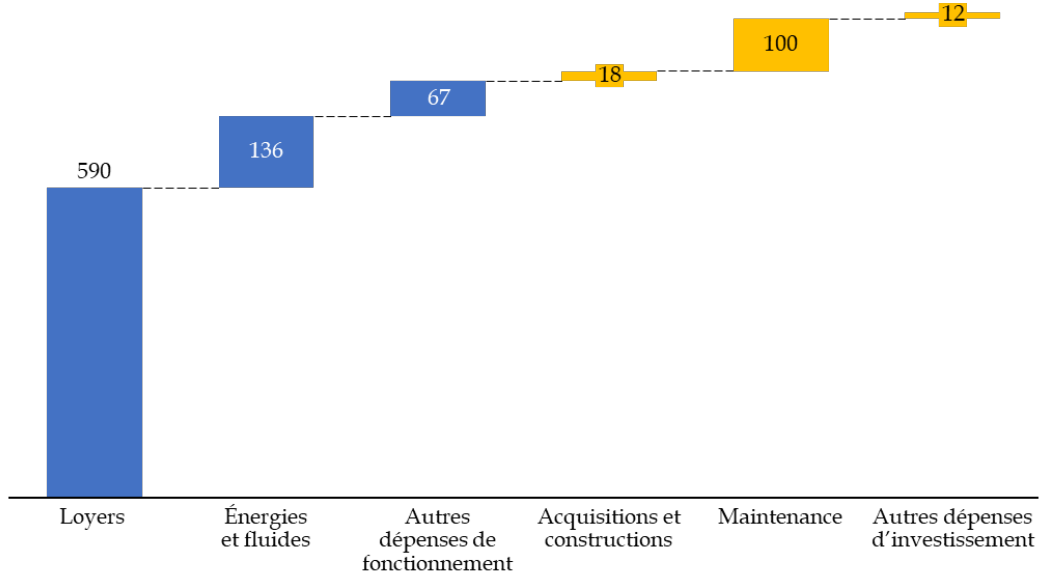 12
100
18
67
136
590
Loyers
Énergies
et fluides
Autres
dépenses de
fonctionnement
Acquisitions et
constructions
Maintenance
Autres dépenses
d’investissement